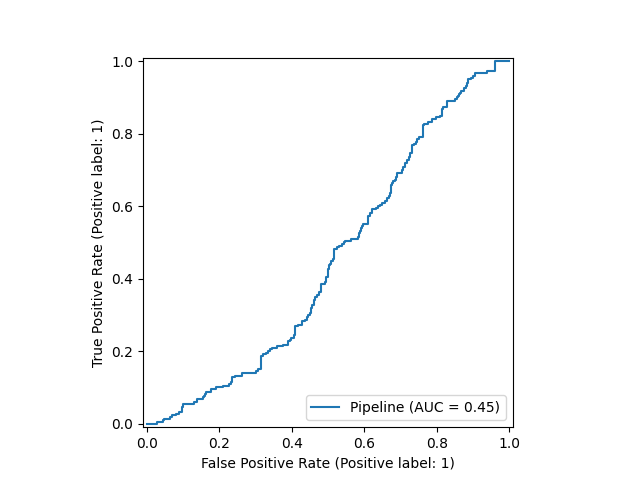 1.0
0.8
0.6
0.4
0.2
0.0
True Positive Rate (Positive label: 1)
Pipeline (AUC = 0.45)
0.0 0.2 0.4 0.6 0.8 1.0
False Positive Rate (Positive label: 1)